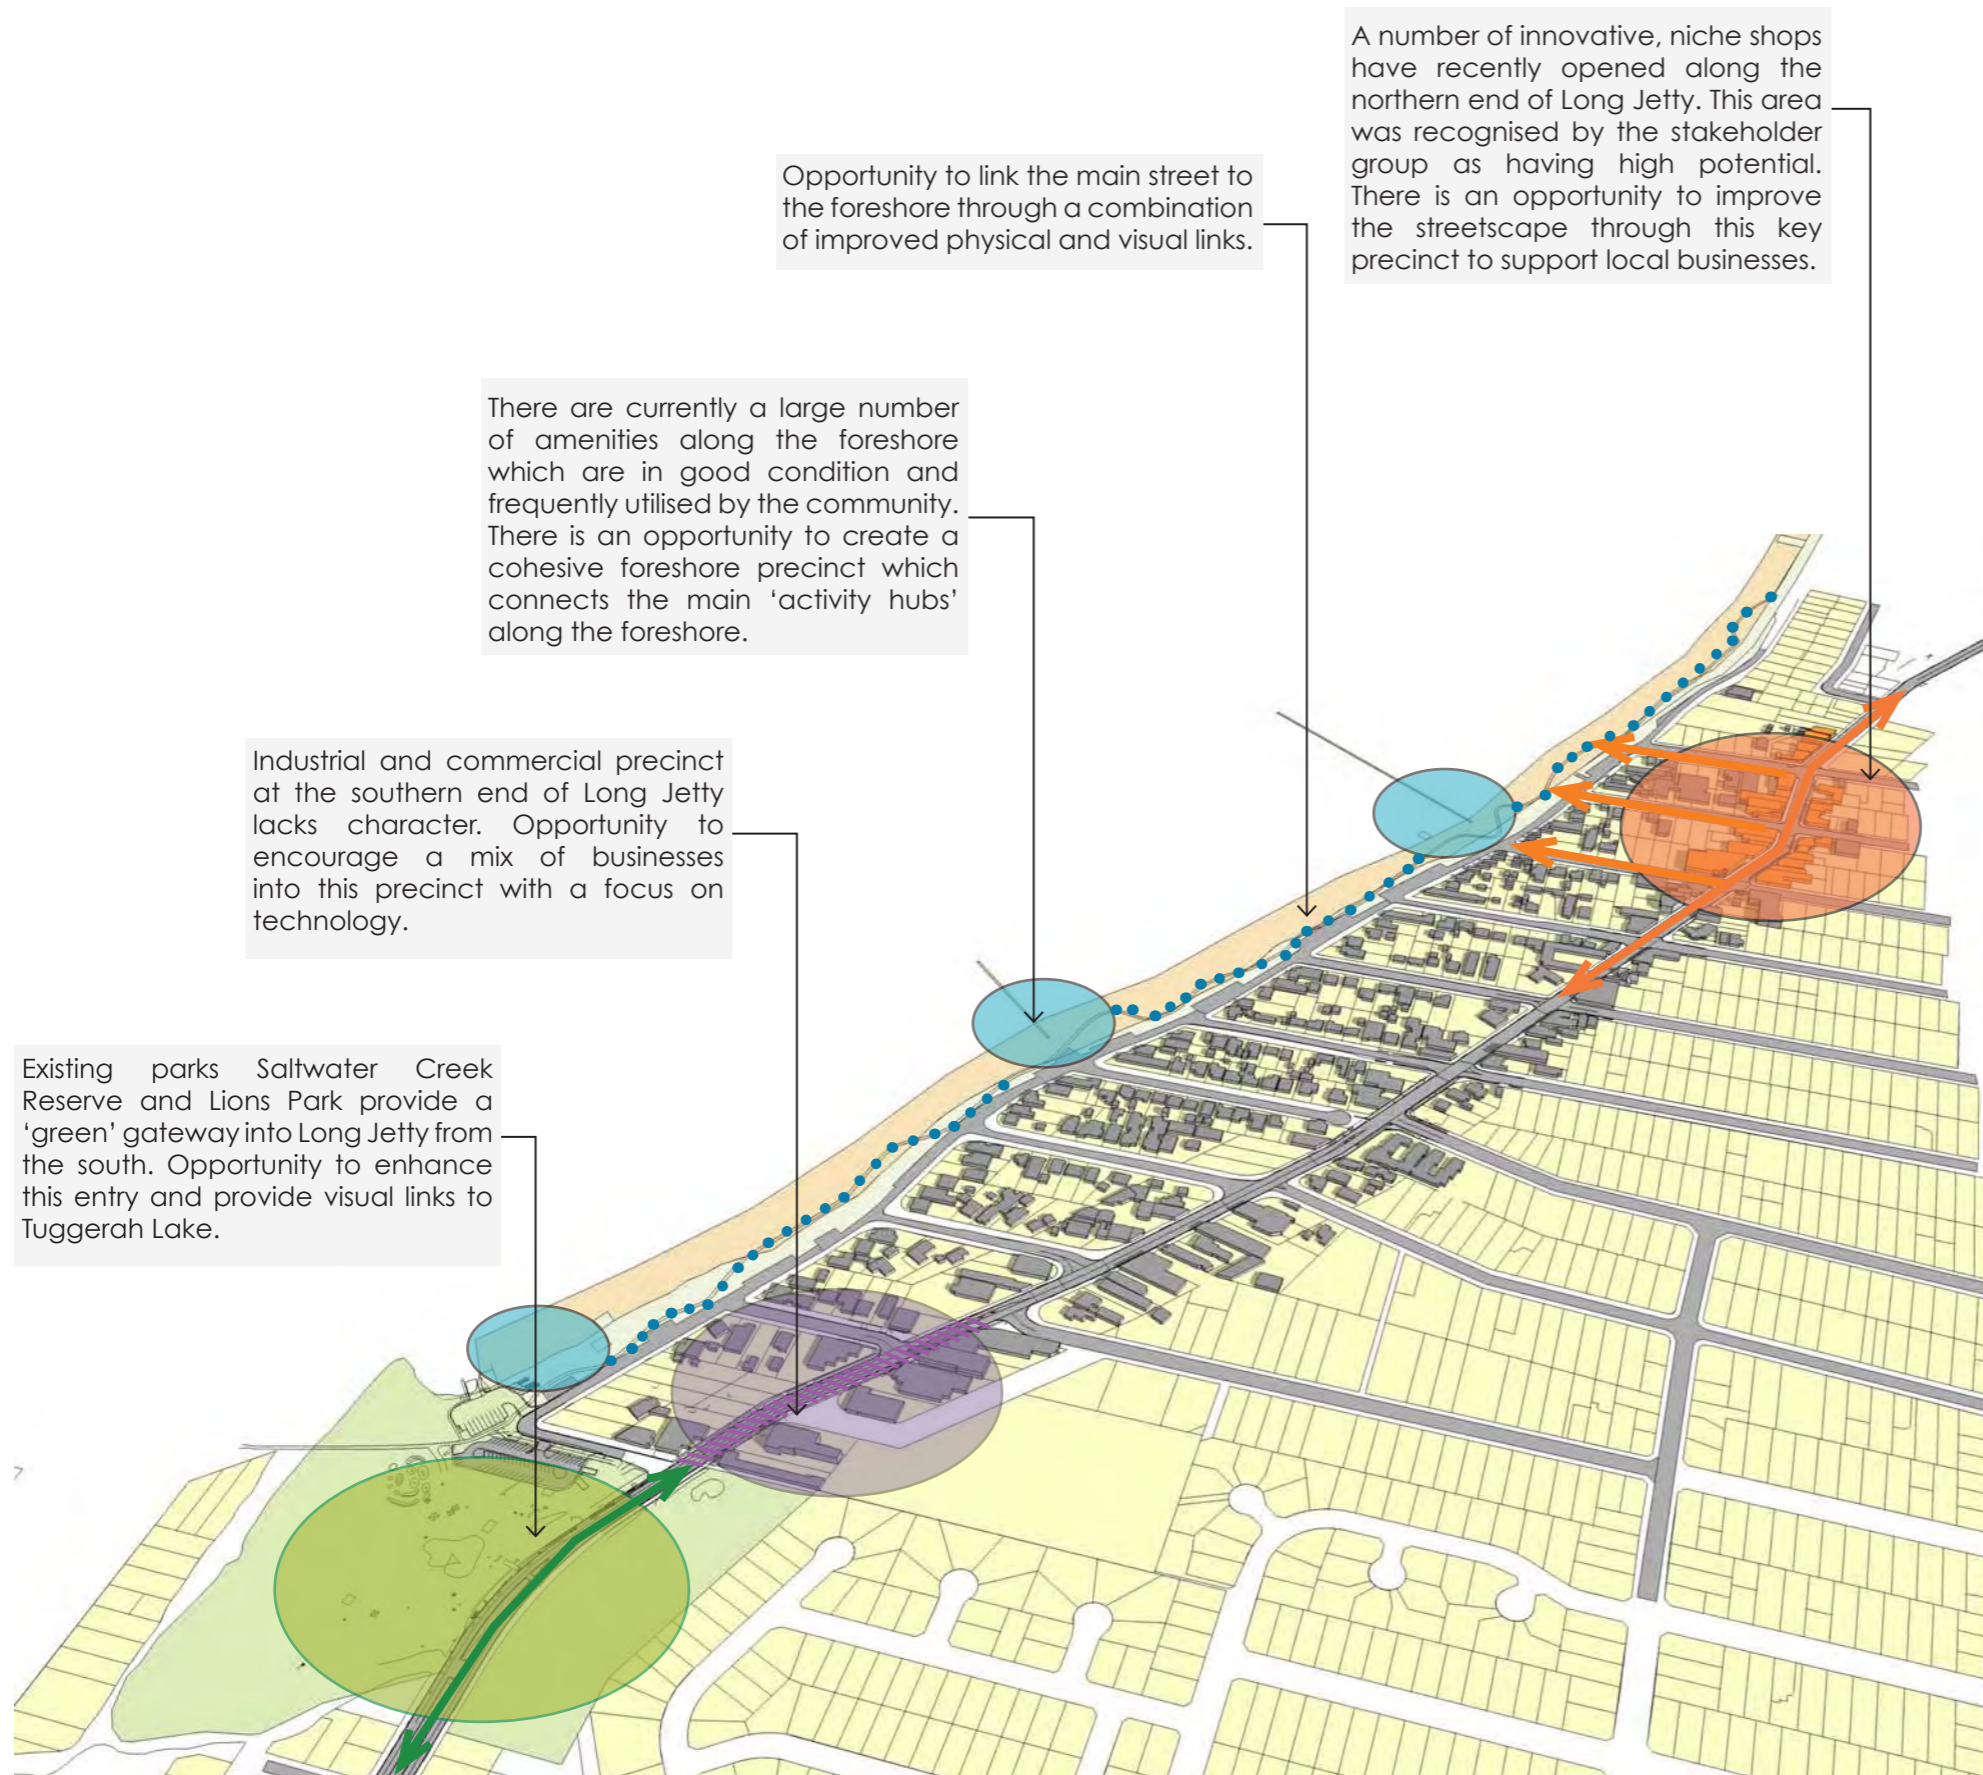 A number of innovative, niche shops
have recently opened along the
northern end of Long Jetty. This area
was recognised by the stakeholder
group as having high potential.
There is an opportunity to improve
the streetscape through this key
precinct to support local businesses.
Opportunity to link the main street to
the foreshore through a combination
of improved physical and visual links.
There are currently a large number
of amenities along the foreshore
which are in good condition and
frequently utilised by the community.
There is an opportunity to create a
cohesive foreshore precinct which
connects the main ‘activity hubs’
along the foreshore.
Industrial and commercial precinct
at the southern end of Long Jetty
lacks character. Opportunity to
encourage a mix of businesses
into this precinct with a focus on
technology.
Existing parks Saltwater Creek
Reserve and Lions Park provide a
‘green’ gateway into Long Jetty from
the south. Opportunity to enhance
this entry and provide visual links to
Tuggerah Lake.